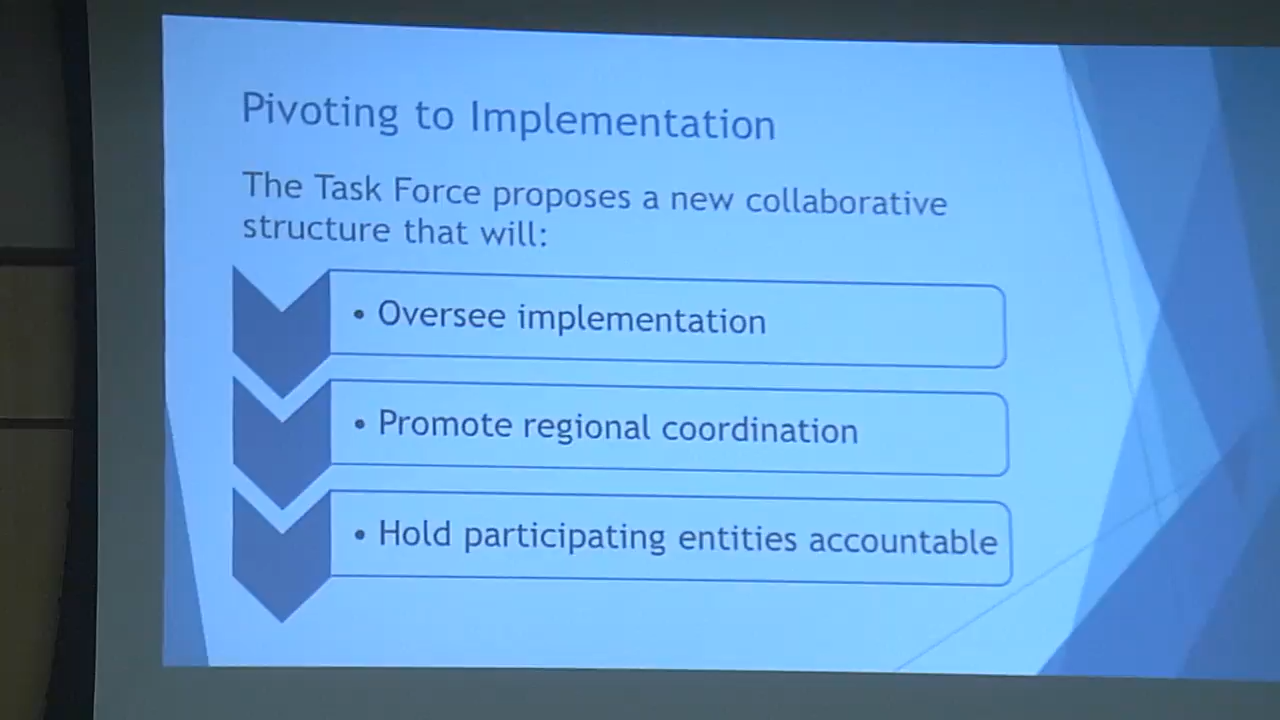 Pivoting to Implementation
The Task Force proposes a new collaborative
structure that will:
• Oversee implementation
• Promote regional coordination
• Hold participating entities accountable